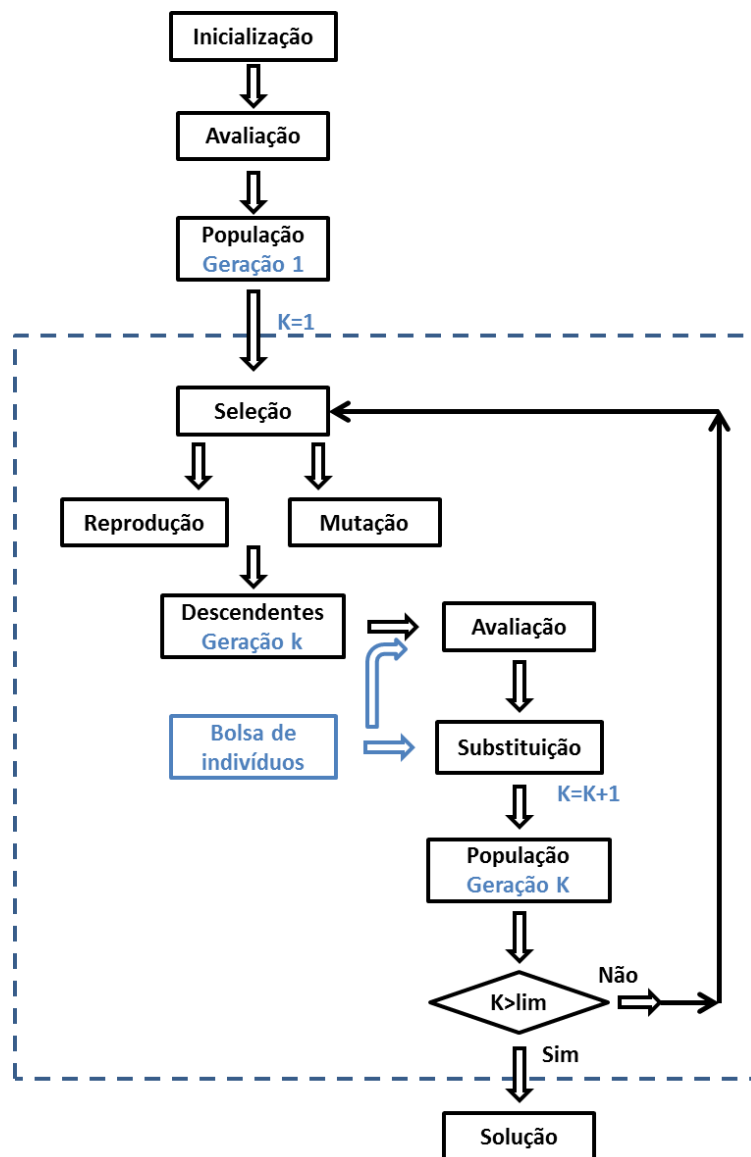 Inicialização
Avaliação
População
Geração 1
K=1
Seleção
Reprodução
Mutação
Descendentes
Geração k
Avaliação
Bolsa de
indivíduos
Substituição
K=K+1
População
Geração K
K>lim
Não
Sim
Solução